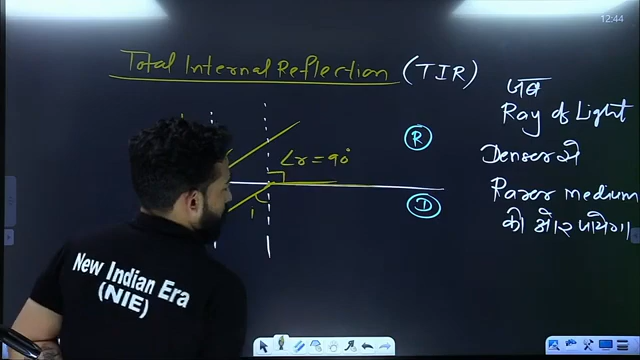 12:44
Total Internal Reflection (TIR)
जब
Ray of Light
Denser से
Rarer medium
की ओर जायेगा
R
∠r = 90°
i
D
New Indian Era
(NIE)